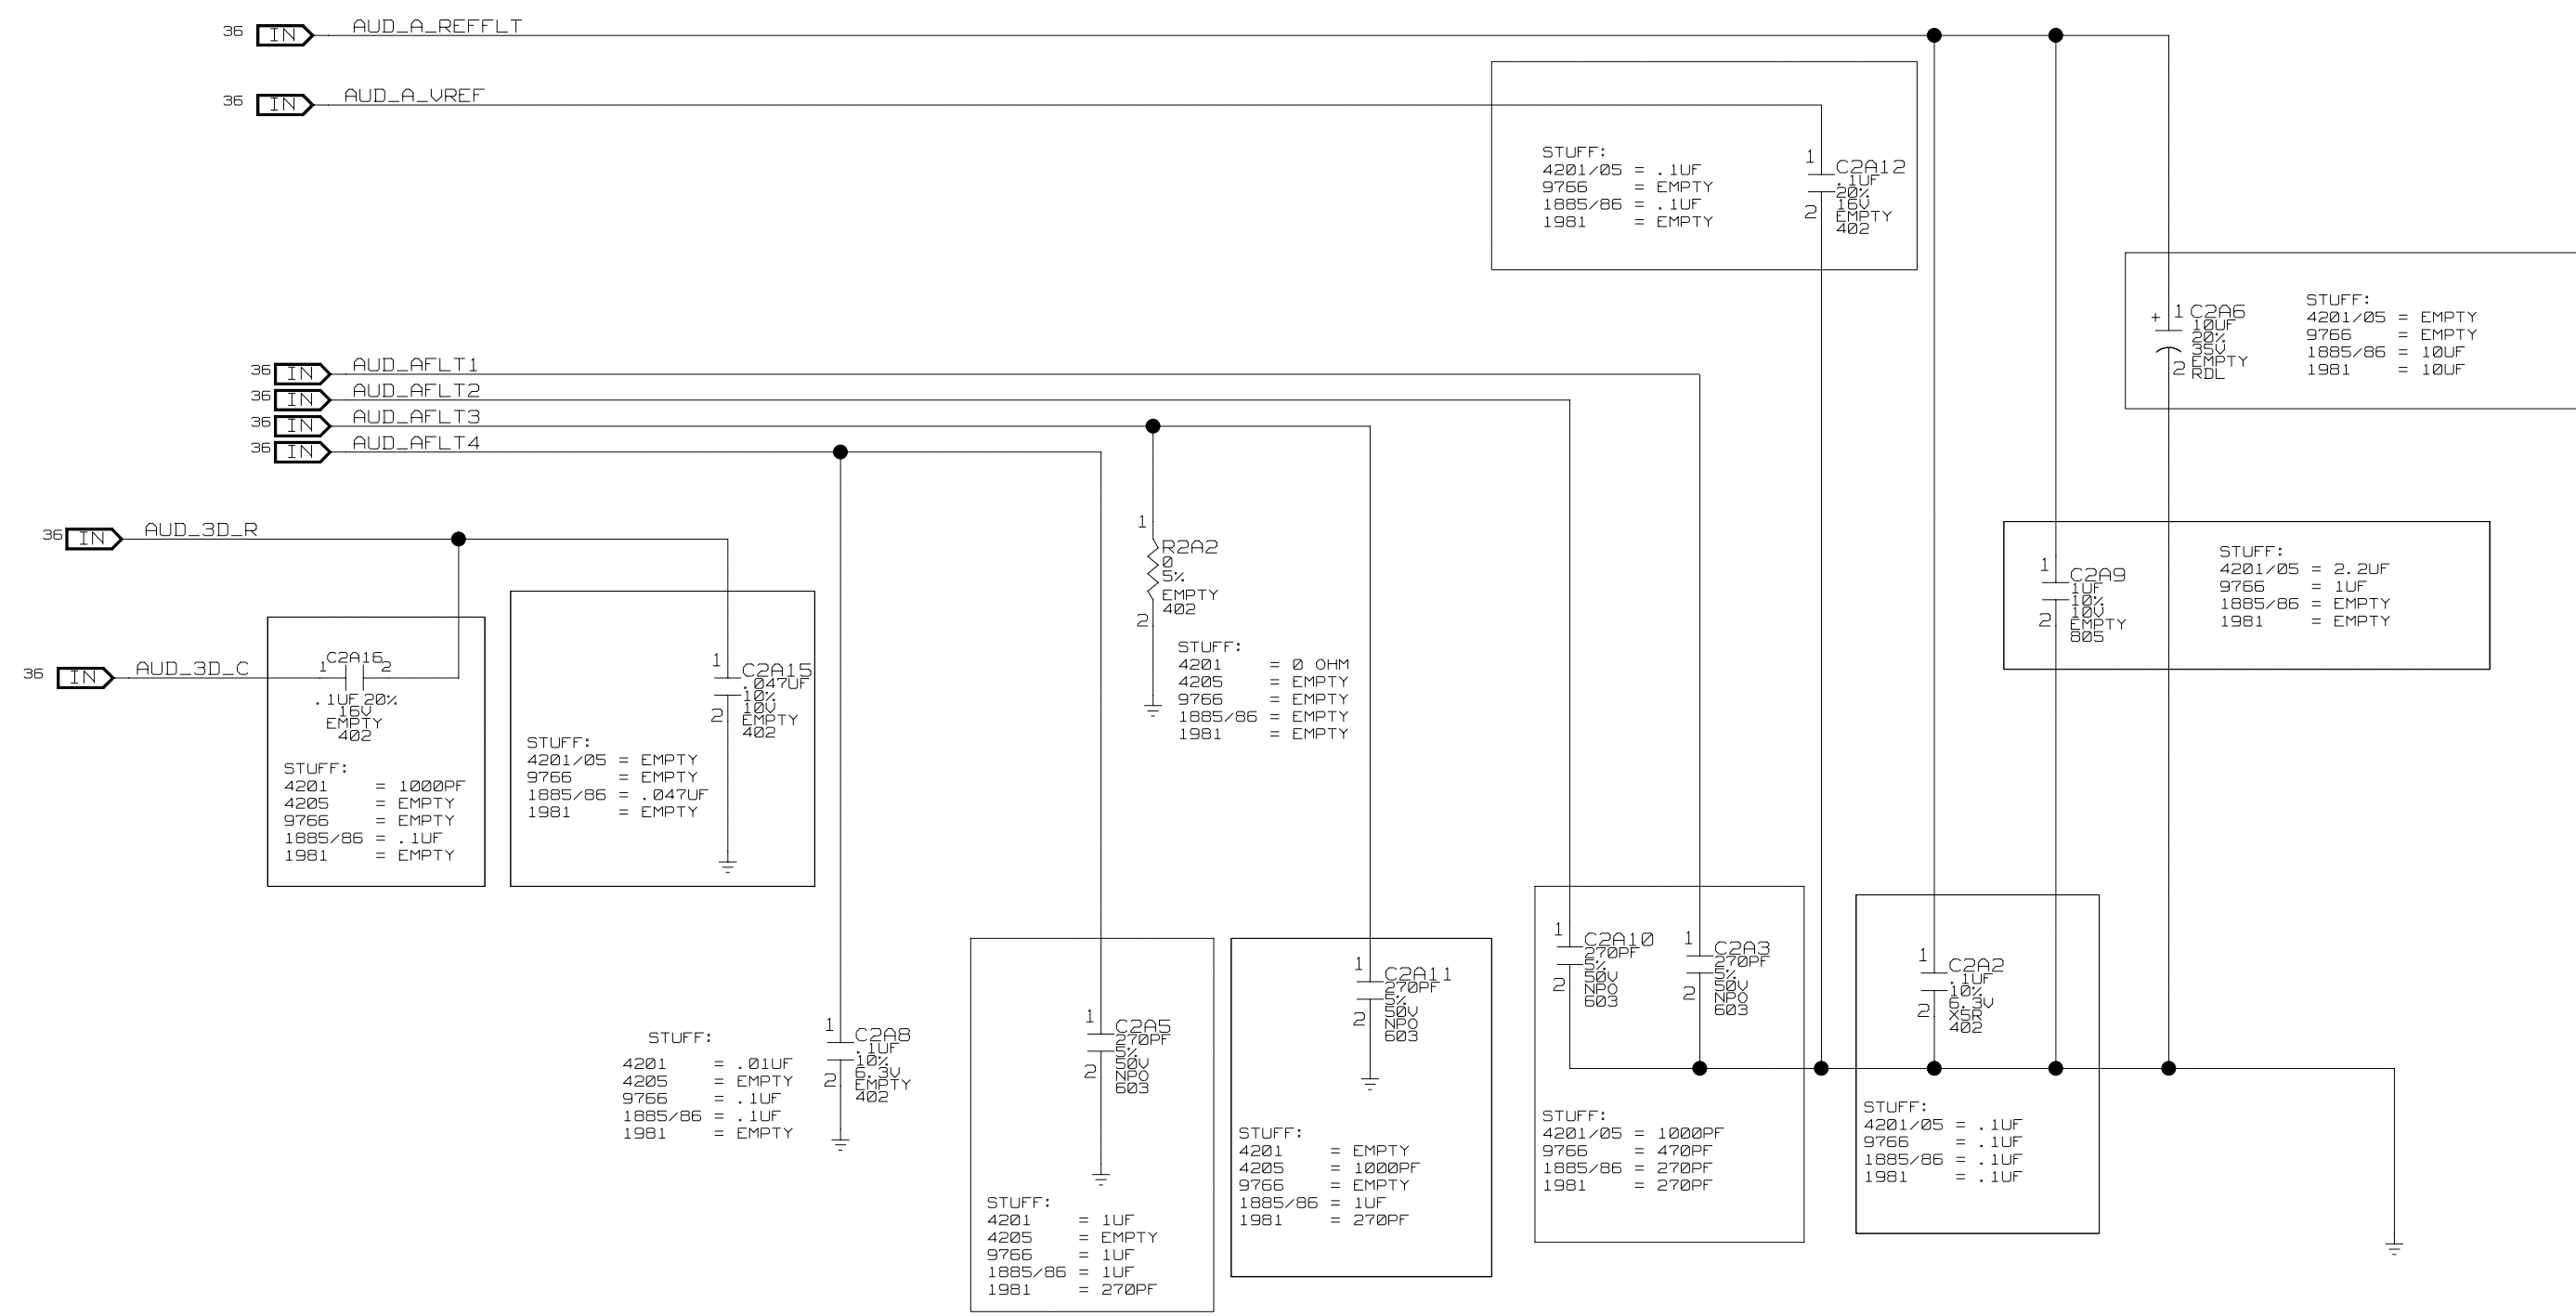 36 IN AUD_A_REFFLT
36 IN AUD_A_VREF
STUFF:
4201/05 = .1UF
9766 = EMPTY
1885/86 = .1UF
1981 = EMPTY
1
C2A12
.1UF
20%
16V
2
EMPTY
402
+ 1 C2A6
10UF
20%
35V
EMPTY
2 RDL
STUFF:
4201/05 = EMPTY
9766 = EMPTY
1885/86 = 10UF
1981 = 10UF
36 IN AUD_AFLT1
36 IN AUD_AFLT2
36 IN AUD_AFLT3
36 IN AUD_AFLT4
36 IN AUD_3D_R
36 IN AUD_3D_C
1 C2A16 2
.1UF 20%
16V
EMPTY
402
STUFF:
4201 = 1000PF
4205 = EMPTY
9766 = EMPTY
1885/86 = .1UF
1981 = EMPTY
1
C2A15
.047UF
10%
10V
2
EMPTY
402
STUFF:
4201/05 = EMPTY
9766 = EMPTY
1885/86 = .047UF
1981 = EMPTY
1
R2A2
0
5%
EMPTY
402
2
STUFF:
4201 = 0 OHM
4205 = EMPTY
9766 = EMPTY
1885/86 = EMPTY
1981 = EMPTY
1
C2A9
1UF
10%
10V
2
EMPTY
805
STUFF:
4201/05 = 2.2UF
9766 = 1UF
1885/86 = EMPTY
1981 = EMPTY
STUFF:
4201 = .01UF
4205 = EMPTY
9766 = .1UF
1885/86 = .1UF
1981 = EMPTY
1
C2A8
.1UF
10%
6.3V
2
EMPTY
402
1
C2A5
270PF
5%
50V
2
NPO
603
STUFF:
4201 = 1UF
4205 = EMPTY
9766 = 1UF
1885/86 = 1UF
1981 = 270PF
1
C2A11
270PF
5%
50V
2
NPO
603
STUFF:
4201 = EMPTY
4205 = 1000PF
9766 = EMPTY
1885/86 = 1UF
1981 = 270PF
1
C2A10
270PF
5%
50V
2
NPO
603
1
C2A3
270PF
5%
50V
2
NPO
603
STUFF:
4201/05 = 1000PF
9766 = 470PF
1885/86 = 270PF
1981 = 270PF
1
C2A2
.1UF
10%
6.3V
2
X5R
402
STUFF:
4201/05 = .1UF
9766 = .1UF
1885/86 = .1UF
1981 = .1UF